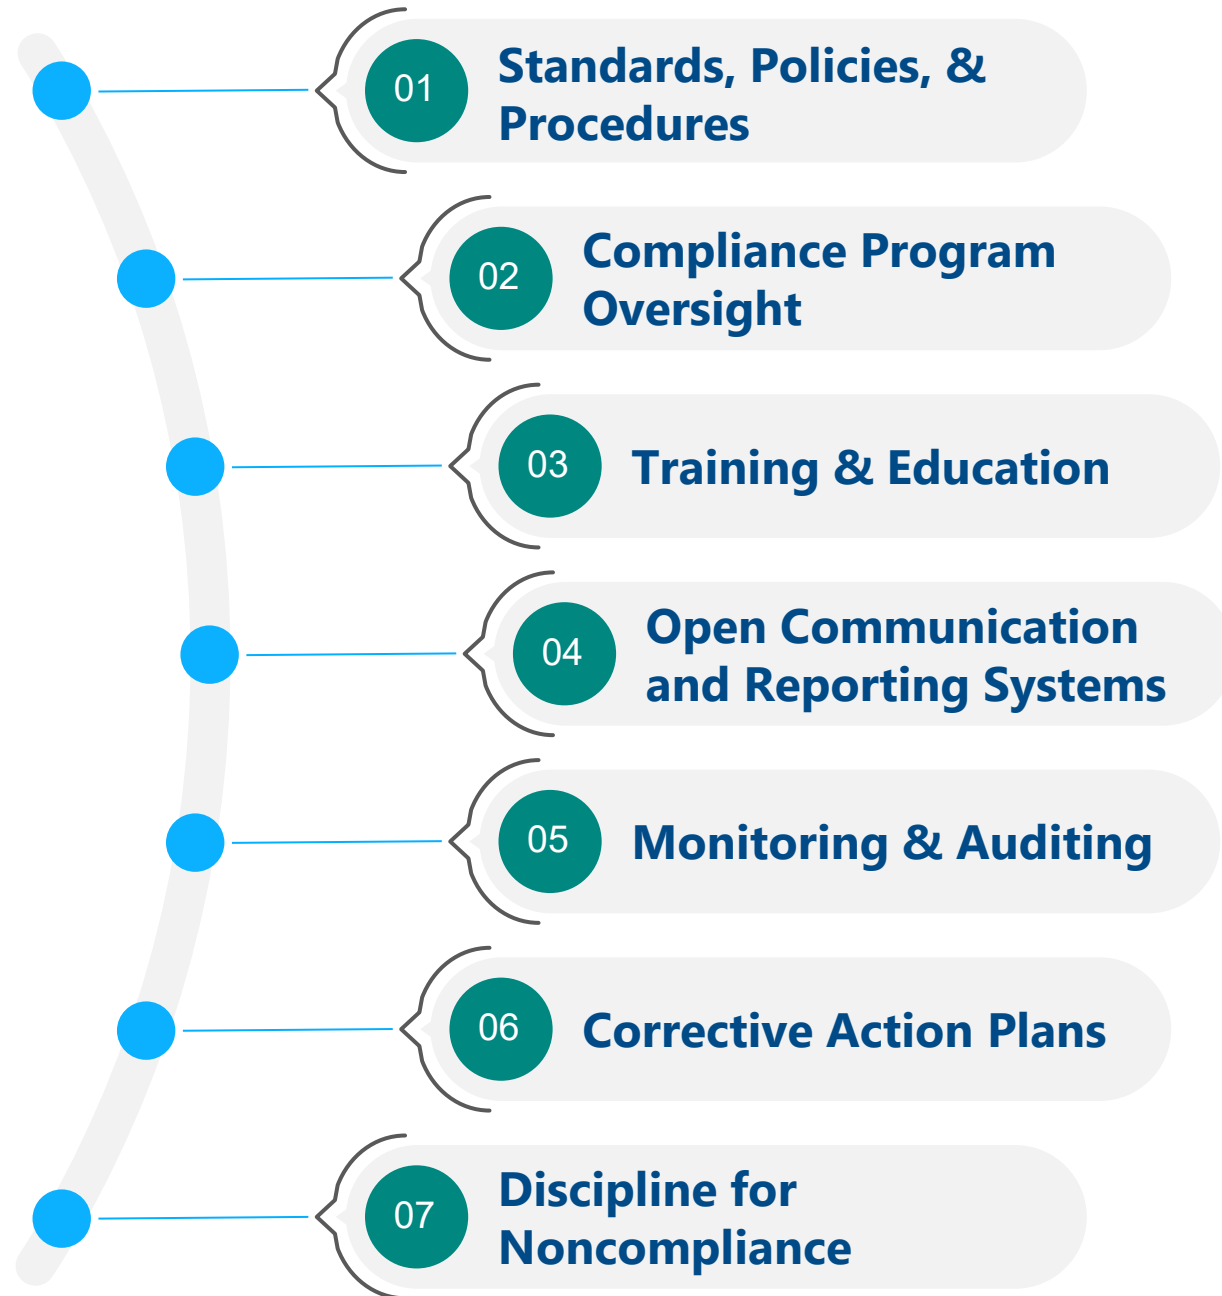 01
Standards, Policies, &
Procedures
02
Compliance Program
Oversight
03
Training & Education
04
Open Communication
and Reporting Systems
05
Monitoring & Auditing
06
Corrective Action Plans
07
Discipline for
Noncompliance